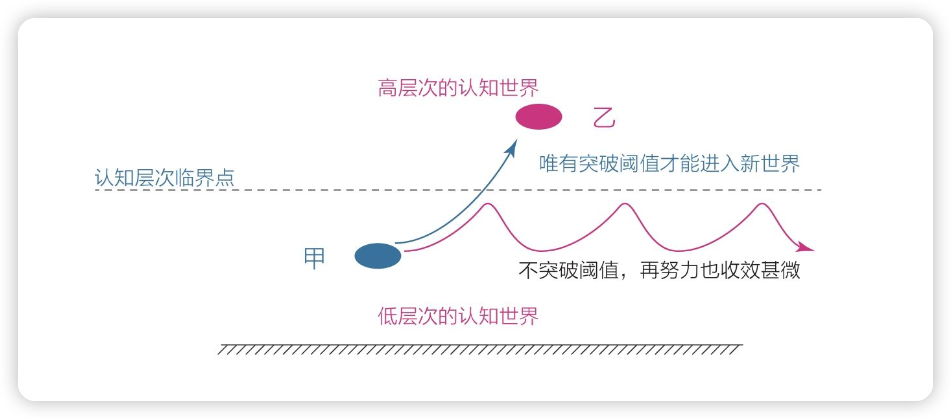 高层次的认知世界
乙
唯有突破阈值才能进入新世界
认知层次临界点
甲
不突破阈值，再努力也收效甚微
低层次的认知世界